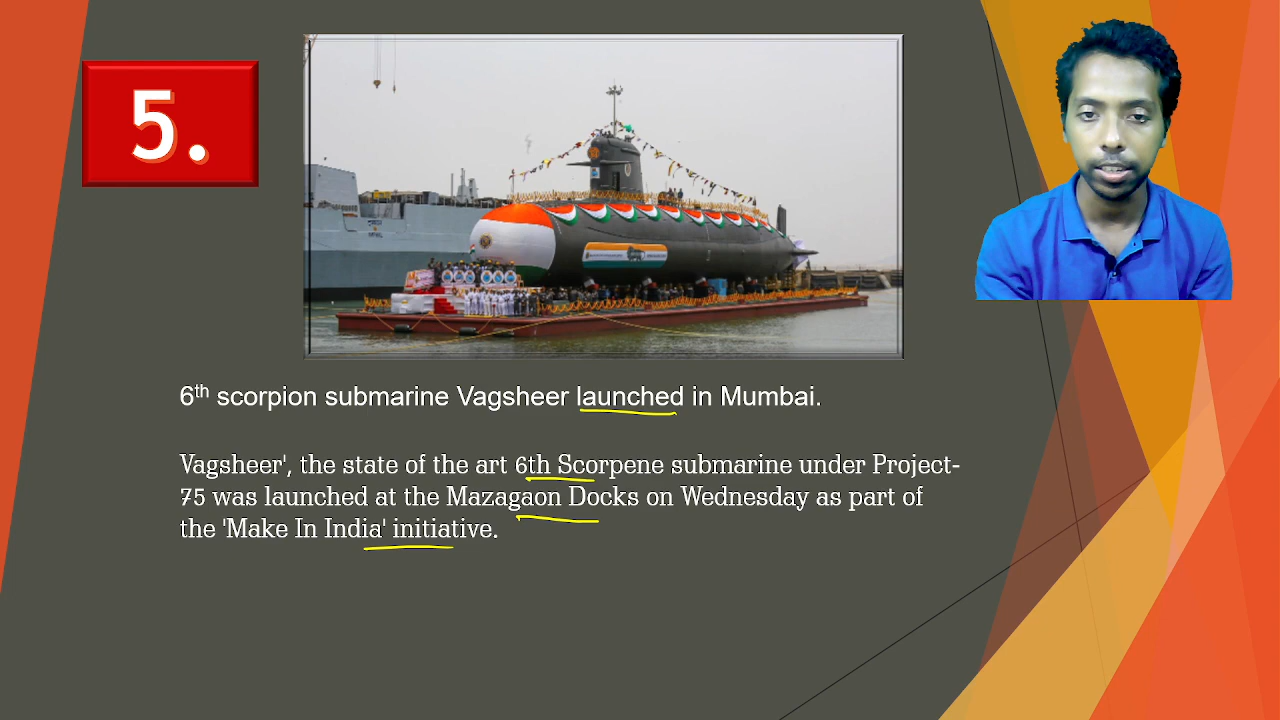 5.
6th scorpion submarine Vagsheer launched in Mumbai.
Vagsheer', the state of the art 6th Scorpene submarine under Project-
75 was launched at the Mazagaon Docks on Wednesday as part of
the 'Make In India' initiative.